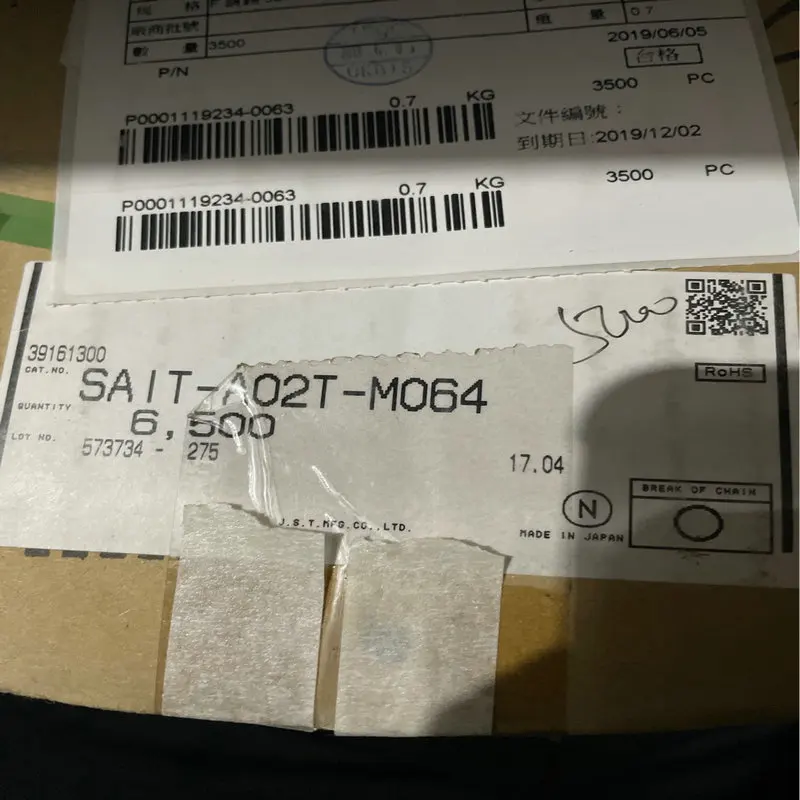 規 格
廠商批號
數 量 3500
重 量 0.7
2019/06/05
P/N
合格
3500 PC
P0001119234-0063 0.7 KG
文件編號：
到期日:2019/12/02
3500 PC
P0001119234-0063 0.7 KG
39161300
CAT.NO. SAIT-A02T-M064
RoHS
QUANTITY 6,500
LOT NO. 573734 - 275
17.04
BREAK OF CHAIN
N
J.S.T.MFG.CO.,LTD.
MADE IN JAPAN